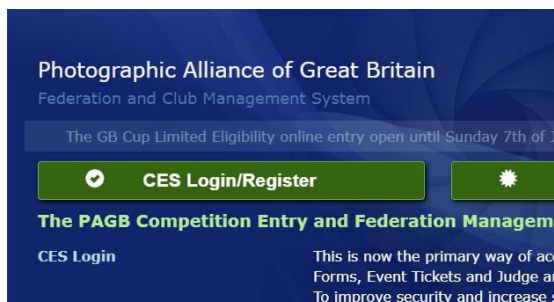 Photographic Alliance of Great Britain
Federation and Club Management System
The GB Cup Limited Eligibility online entry open until Sunday 7th of
CES Login/Register
The PAGB Competition Entry and Federation Managem
CES Login
This is now the primary way of
Forms, Event Tickets and Judge
To improve security and increase